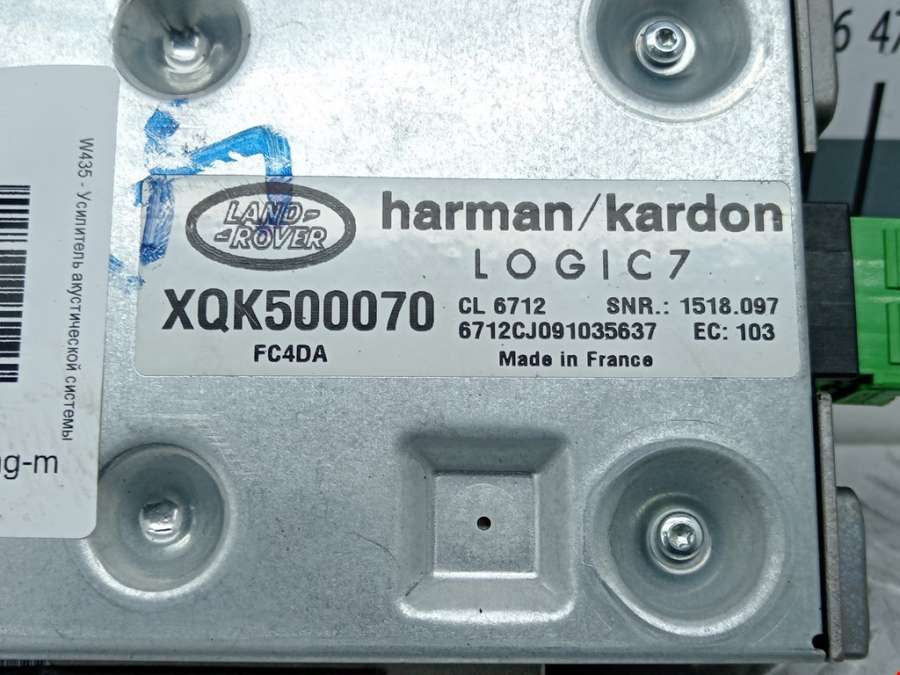 6 47
W435 - Усилитель акустической системы
g-m
LAND-
-ROVER
harman/kardon
LOGIC7
XQK500070
CL 6712 SNR.: 1518.097
6712CJ091035637 EC: 103
FC4DA
Made in France